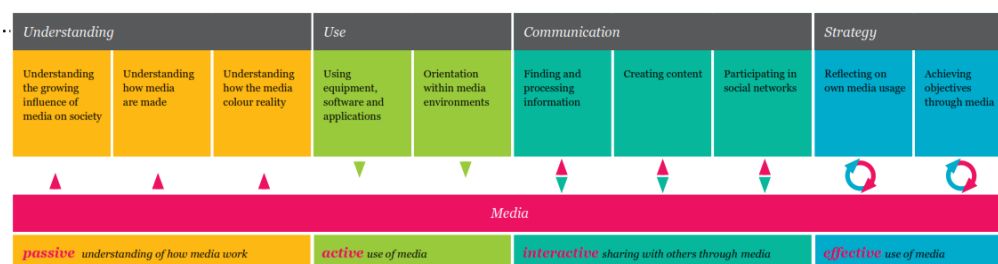 Understanding
Use
Communication
Strategy
Understanding
the growing
influence of
media on society
Understanding
how media
are made
Understanding
how the media
colour reality
Using
equipment,
software and
applications
Orientation
within media
environments
Finding and
processing
information
Creating content
Participating in
social networks
Reflecting on
own media usage
Achieving
objectives
through media
Media
passive understanding of how media work
active use of media
interactive sharing with others through media
effective use of media